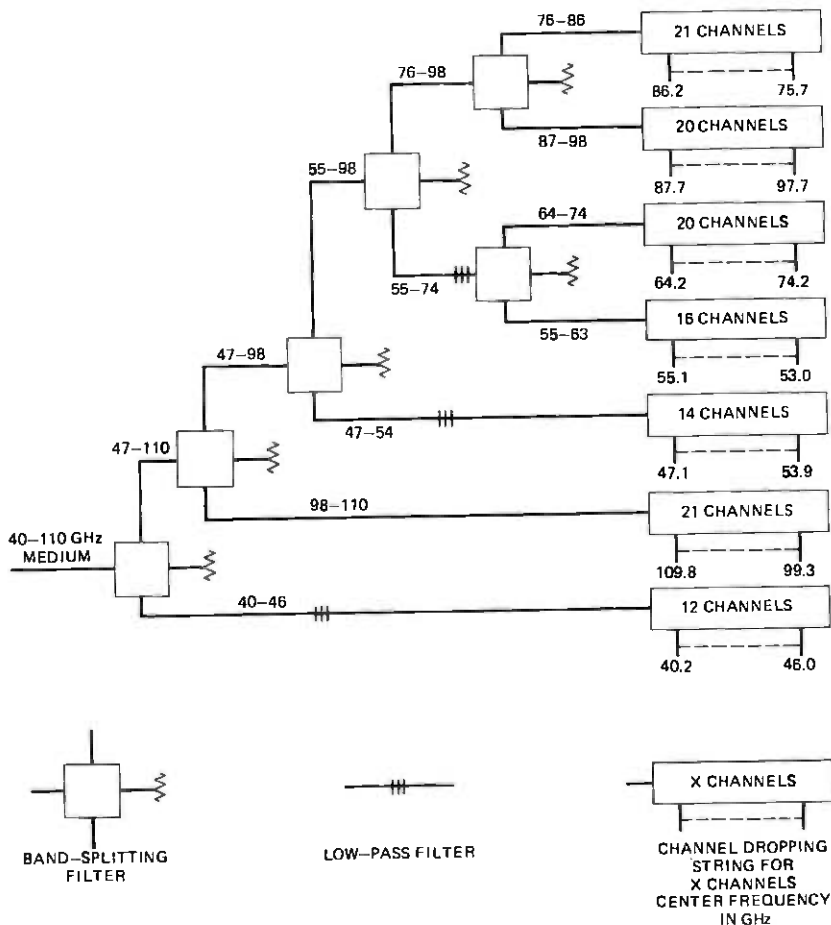 76–86
21 CHANNELS
86.2
75.7
76–98
87–98
20 CHANNELS
87.7
97.7
55–98
64–74
20 CHANNELS
64.2
74.2
55–74
55–63
16 CHANNELS
55.1
53.0
47–98
47–54
14 CHANNELS
47.1
53.9
47–110
98–110
21 CHANNELS
109.8
99.3
40–110 GHz
MEDIUM
40–46
12 CHANNELS
40.2
46.0
BAND–SPLITTING
FILTER
LOW–PASS FILTER
X CHANNELS
CHANNEL DROPPING
STRING FOR
X CHANNELS
CENTER FREQUENCY
IN GHz